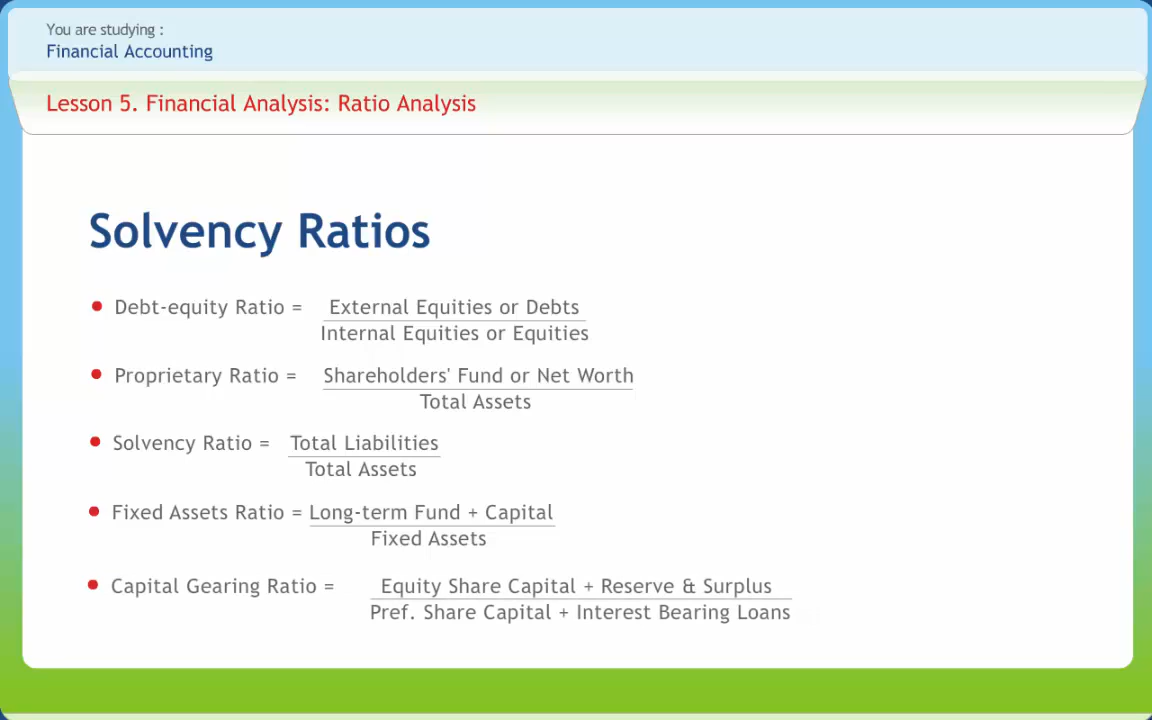 You are studying :
Financial Accounting
Lesson 5. Financial Analysis: Ratio Analysis
Solvency Ratios
• Debt-equity Ratio = External Equities or Debts
Internal Equities or Equities
• Proprietary Ratio = Shareholders' Fund or Net Worth
Total Assets
• Solvency Ratio = Total Liabilities
Total Assets
• Fixed Assets Ratio = Long-term Fund + Capital
Fixed Assets
• Capital Gearing Ratio = Equity Share Capital + Reserve & Surplus
Pref. Share Capital + Interest Bearing Loans